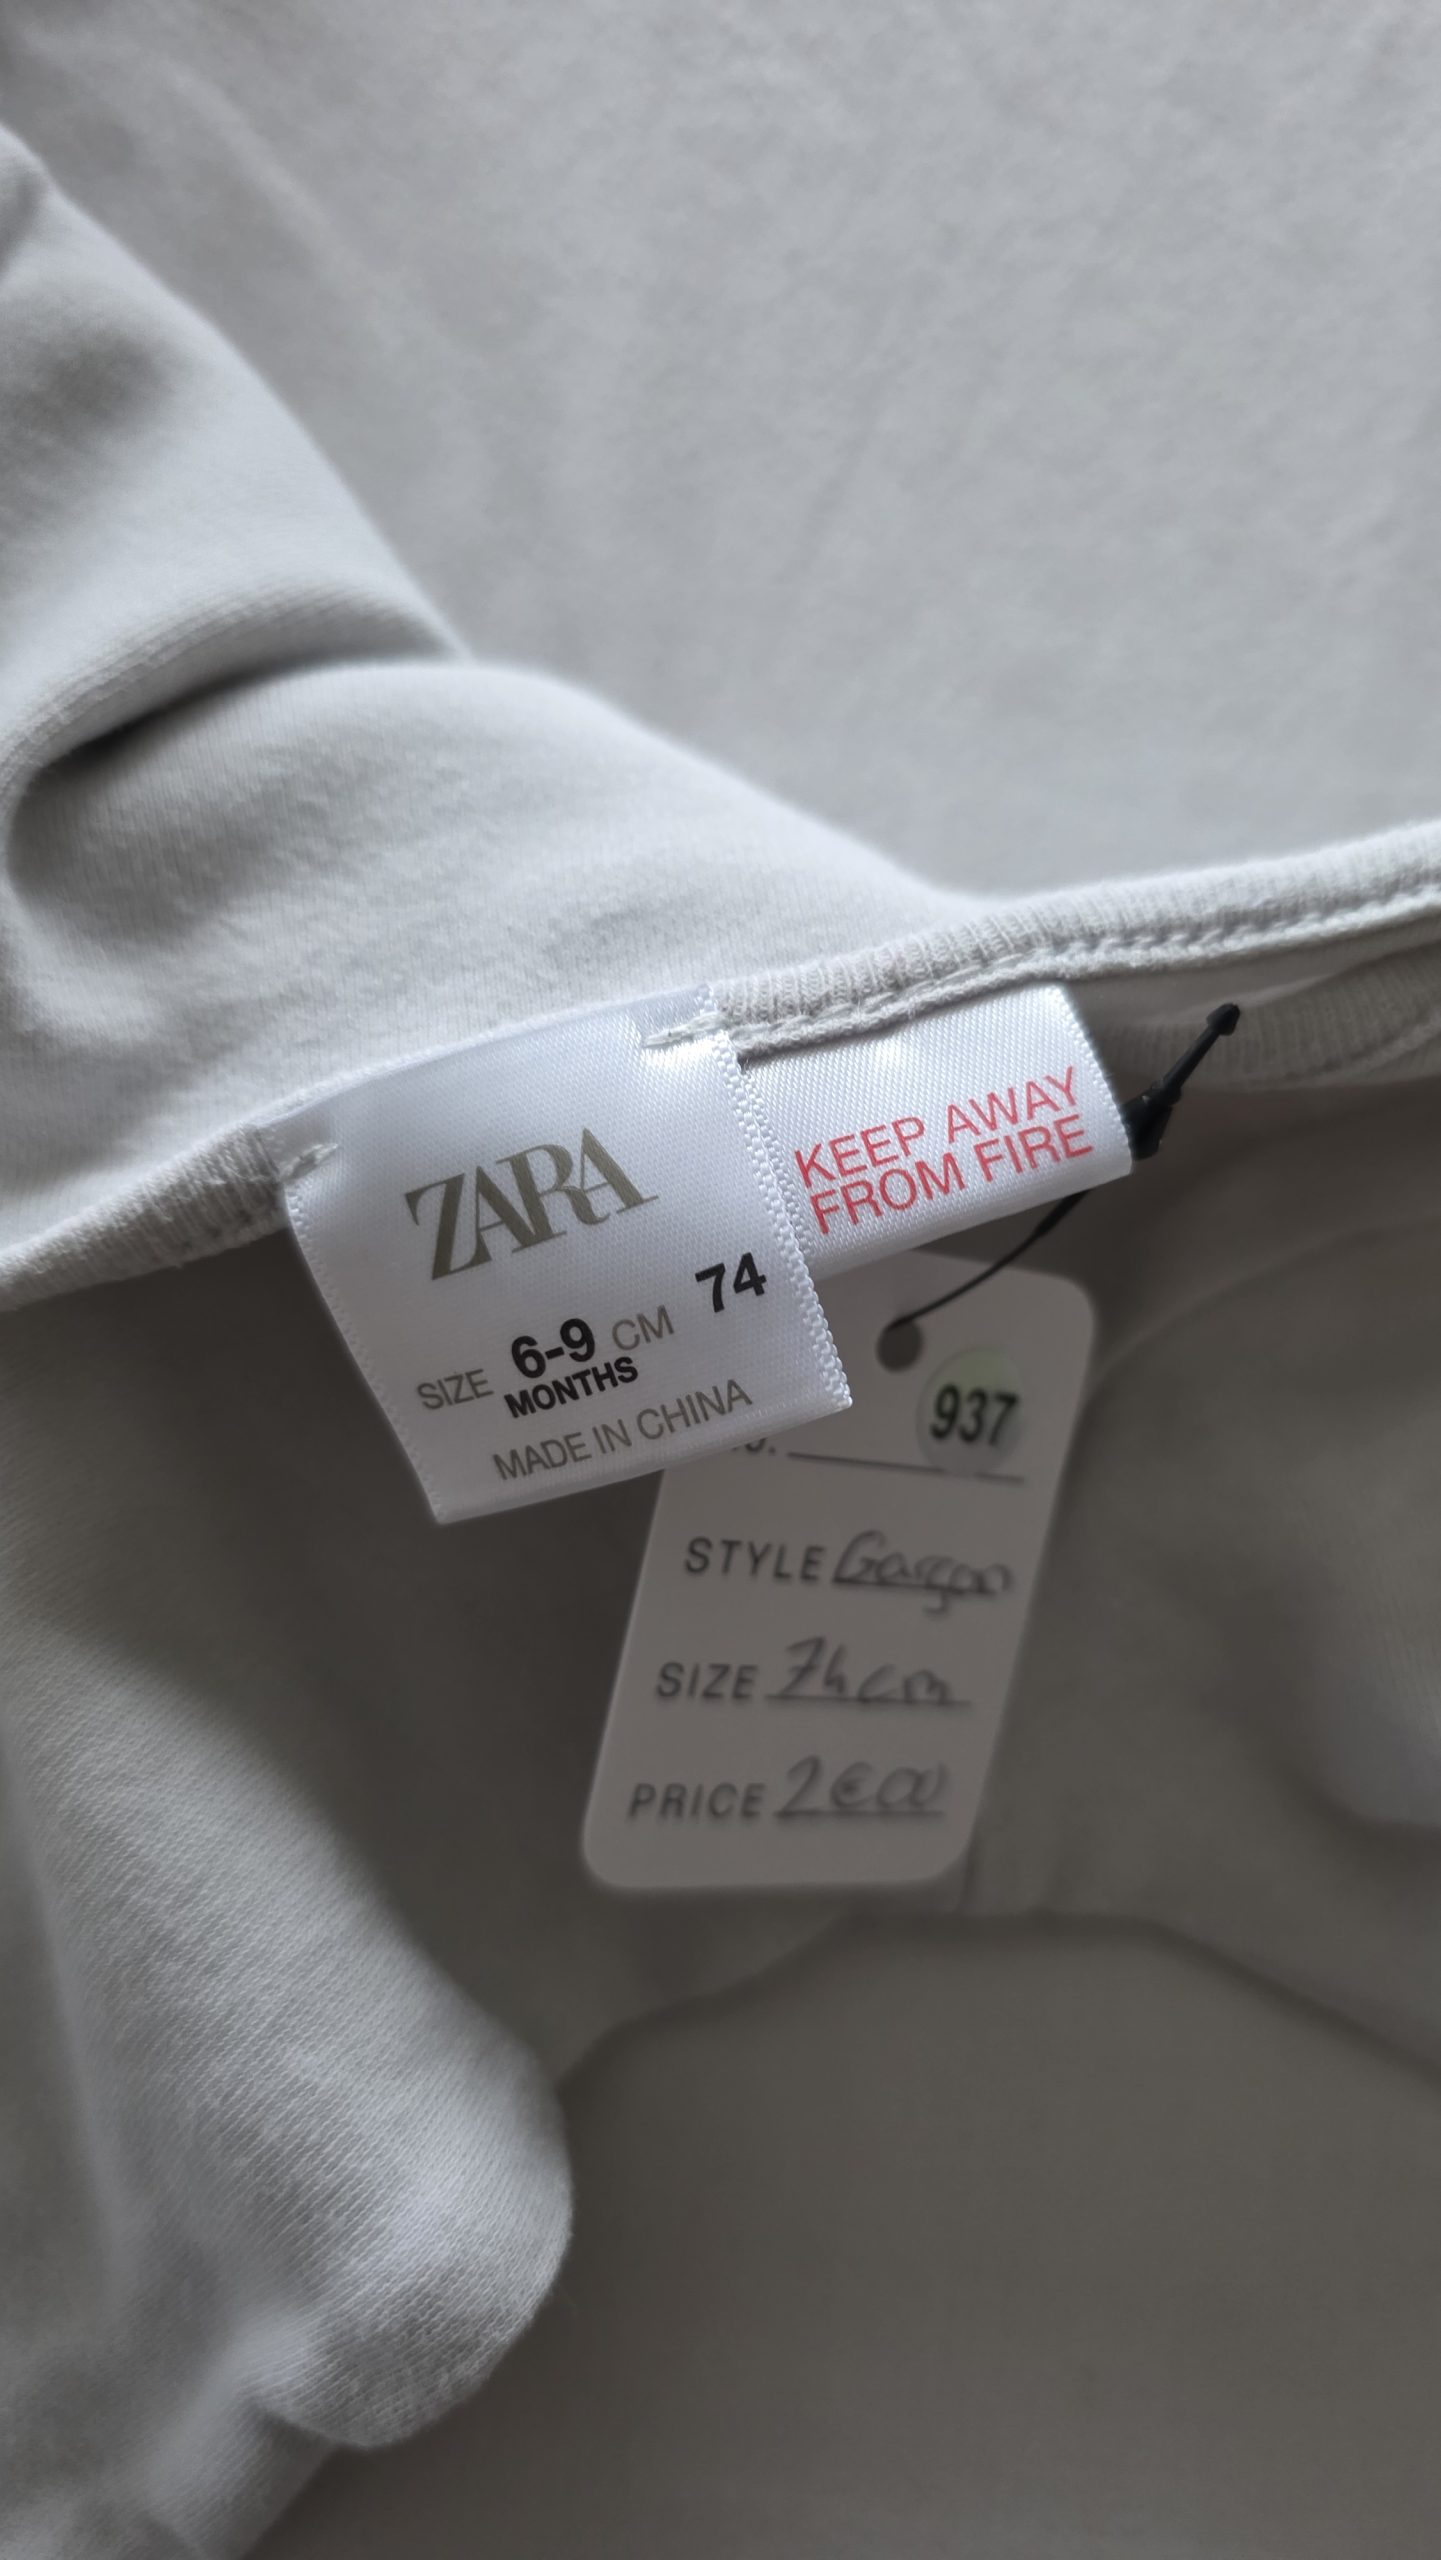 ZARA
SIZE 6-9 MONTHS CM 74
MADE IN CHINA
KEEP AWAY
FROM FIRE
937
STYLE Garçon
SIZE 74cm
PRICE 2€00